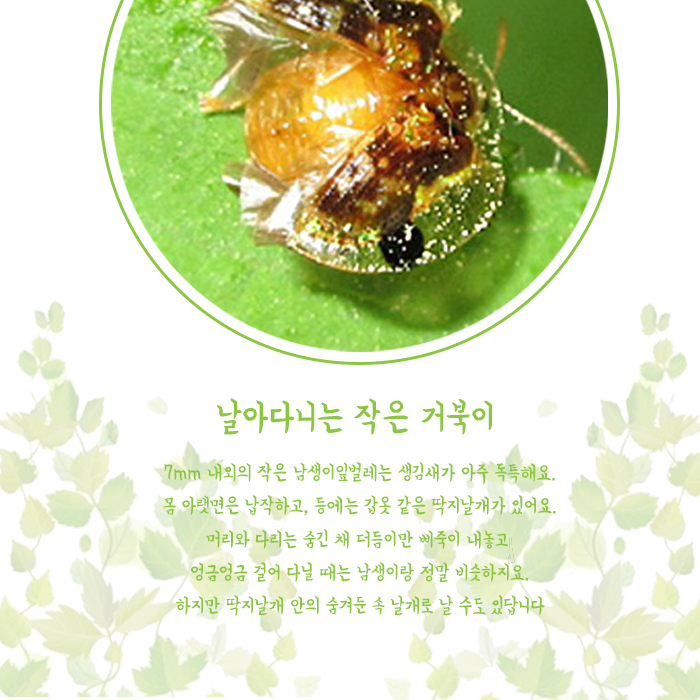 날아다니는 작은 거북이
7mm 내외의 작은 남생이잎벌레는 생김새가 아주 독특해요.
몸 아랫면은 납작하고, 등에는 갑옷 같은 딱지날개가 있어요.
머리와 다리는 숨긴 채 더듬이만 삐죽이 내놓고
엉금엉금 걸어 다닐 때는 남생이랑 정말 비슷하지요.
하지만 딱지날개 안의 숨겨둔 속 날개로 날 수도 있답니다